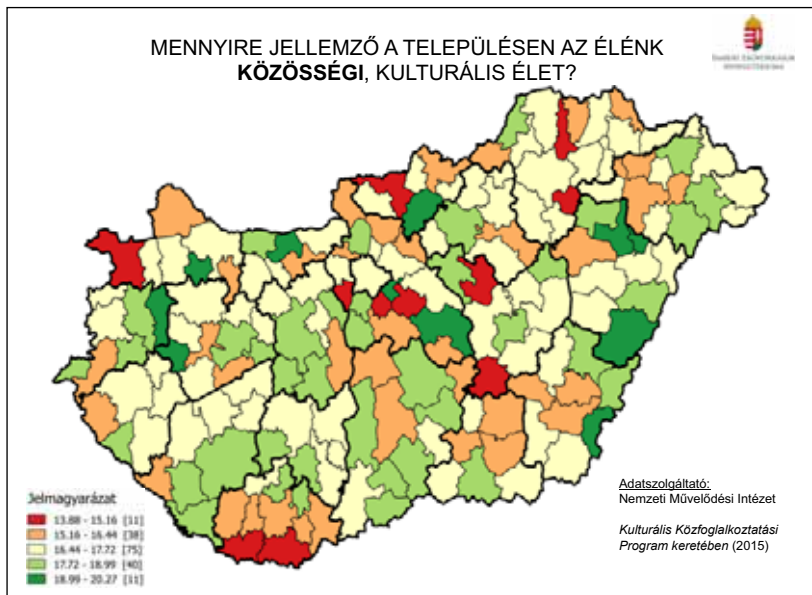 MENNYIRE JELLEMZŐ A TELEPÜLÉSEN AZ ÉLÉNK
KÖZÖSSÉGI, KULTURÁLIS ÉLET?
Jelmagyarázat
13.88 - 15.16 [11]
15.16 - 16.44 [38]
16.44 - 17.72 [75]
17.72 - 18.99 [40]
18.99 - 20.27 [11]
Adatszolgáltató:
Nemzeti Művelődési Intézet
Kulturális Közfoglalkoztatási
Program keretében (2015)